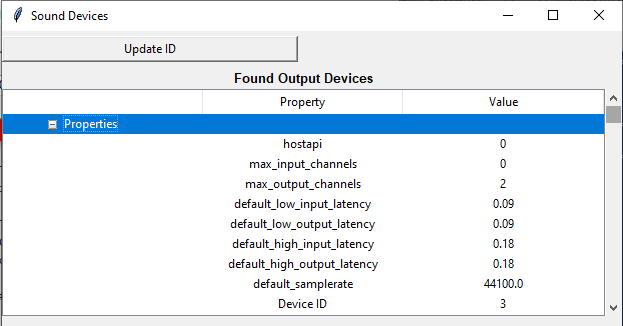 Sound Devices
Update ID
Found Output Devices
Property Value
Properties
hostapi 0
max_input_channels 0
max_output_channels 2
default_low_input_latency 0.09
default_low_output_latency 0.09
default_high_input_latency 0.18
default_high_output_latency 0.18
default_samplerate 44100.0
Device ID 3